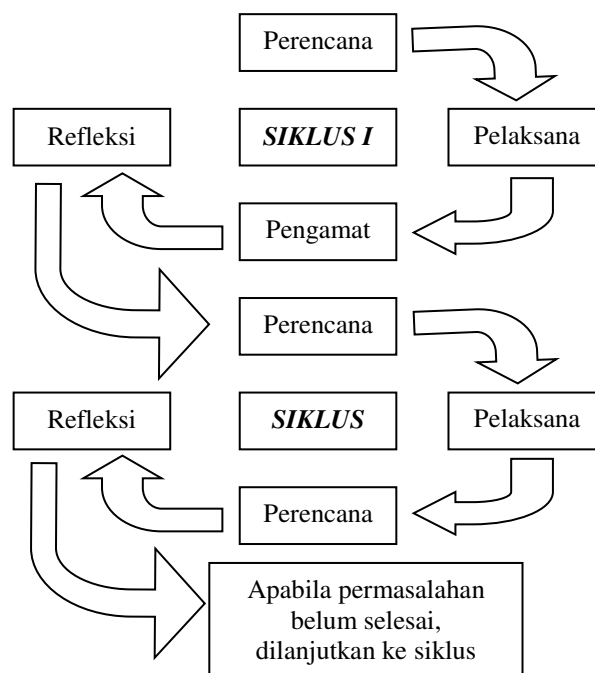 Perencana
Refleksi
SIKLUS I
Pelaksana
Pengamat
Perencana
Refleksi
SIKLUS
Pelaksana
Perencana
Apabila permasalahan
belum selesai,
dilanjutkan ke siklus